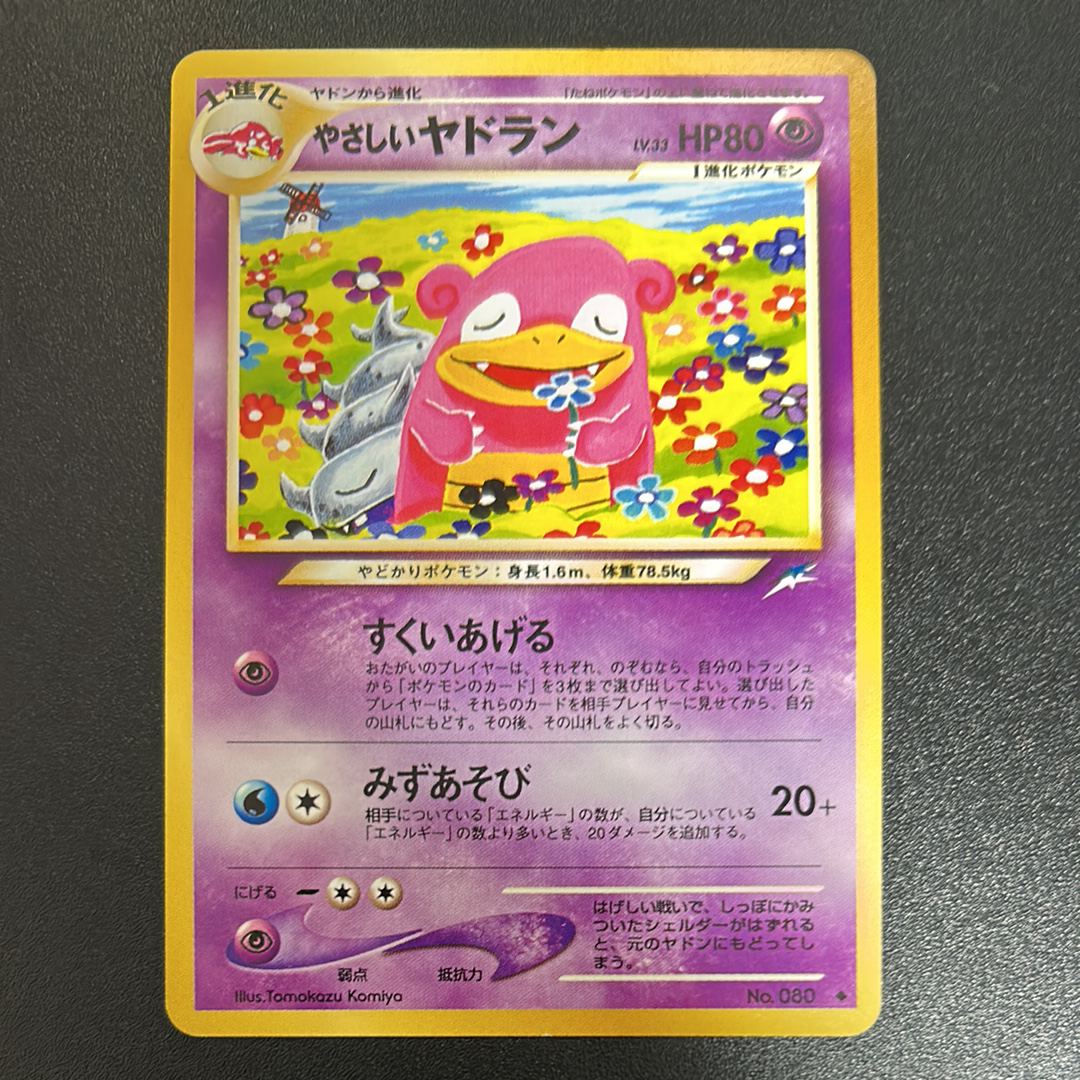 1進化
ヤドンから進化
「たねポケモン」の上に重ねて進化させます。
やさしいヤドラン LV.33 HP80
1進化ポケモン
やどかりポケモン：身長1.6m、体重78.5kg
すくいあげる
おたがいのプレイヤーは、それぞれ、のぞむなら、自分のトラッシュ
から「ポケモンのカード」を3枚まで選び出してよい。選び出した
プレイヤーは、それらのカードを相手プレイヤーに見せてから、自分
の山札にもどす。その後、その山札をよく切る。
みずあそび 20+
相手についている「エネルギー」の数が、自分についている
「エネルギー」の数より多いとき、20ダメージを追加する。
にげる
弱点 抵抗力
はげしい戦いで、しっぽにかみ
ついたシェルダーがはずれる
と、元のヤドンにもどってし
まう。
Illus.Tomokazu Komiya
No. 080